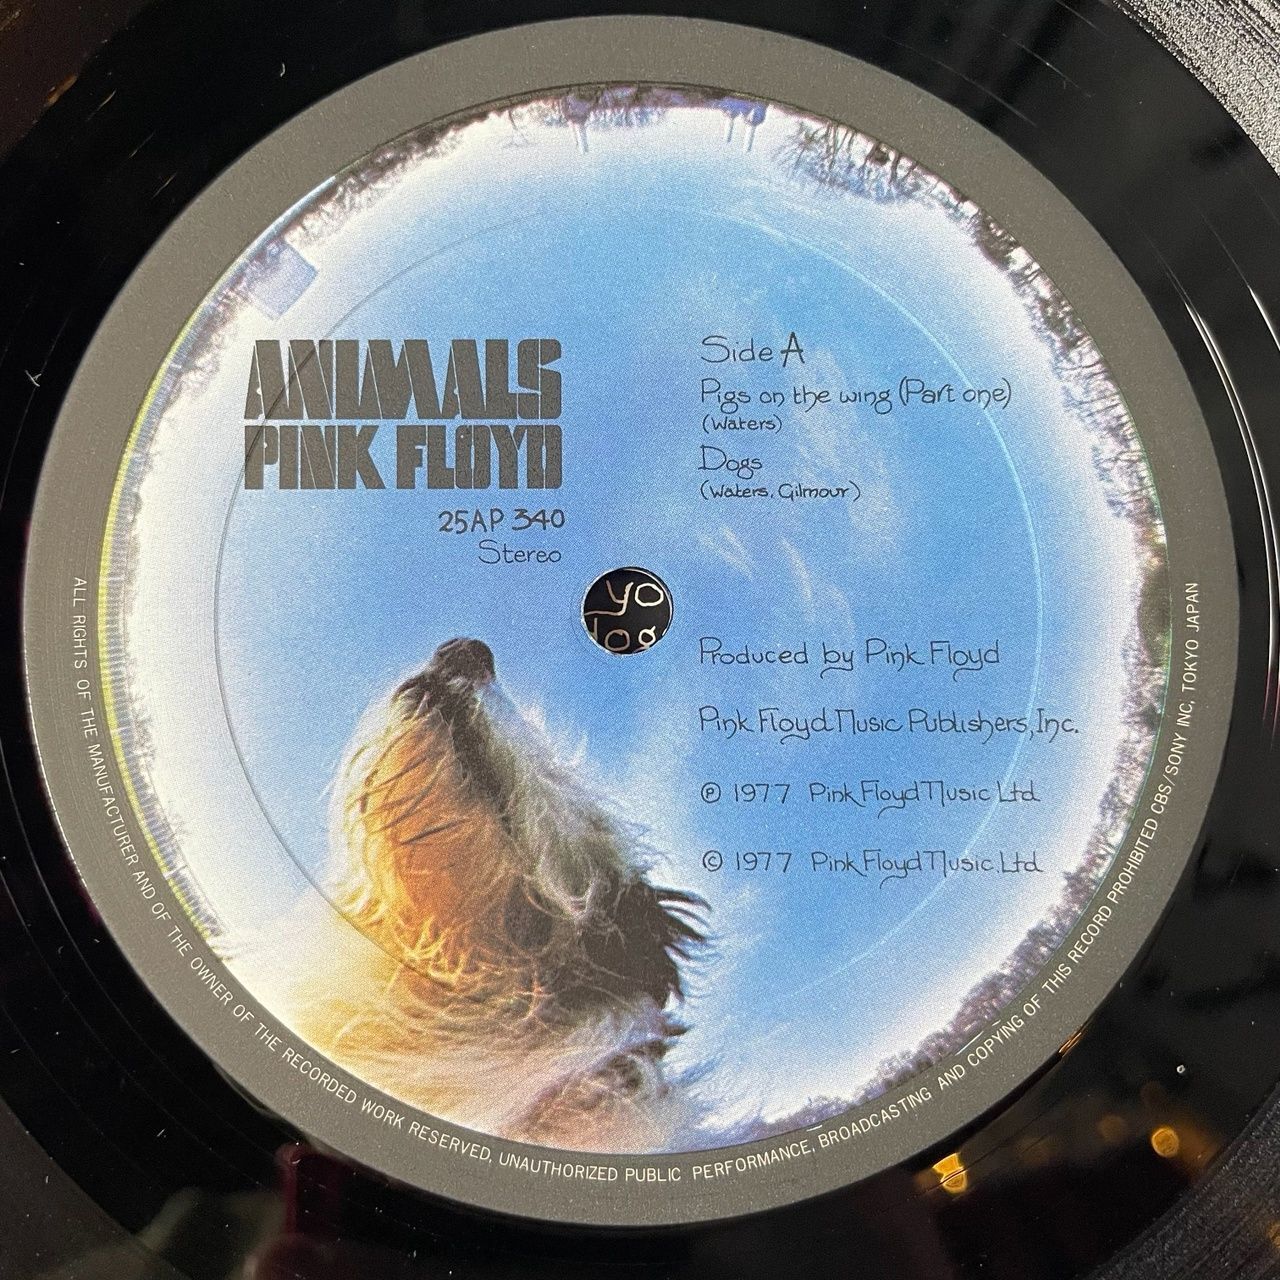 ANIMALS
PINK FLOYD
25AP 340
Stereo
Side A
Pigs on the wing (Part one)
(Waters)
Dogs
(Waters, Gilmour)
yo
dog
Produced by Pink Floyd
Pink Floyd Music Publishers, Inc.
℗ 1977 Pink Floyd Music Ltd
© 1977 Pink Floyd Music. Ltd
ALL RIGHTS OF THE MANUFACTURER AND OF THE OWNER OF THE RECORDED WORK RESERVED, UNAUTHORIZED PUBLIC PERFORMANCE, BROADCASTING AND COPYING OF THIS RECORD PROHIBITED CBS/SONY INC, TOKYO JAPAN